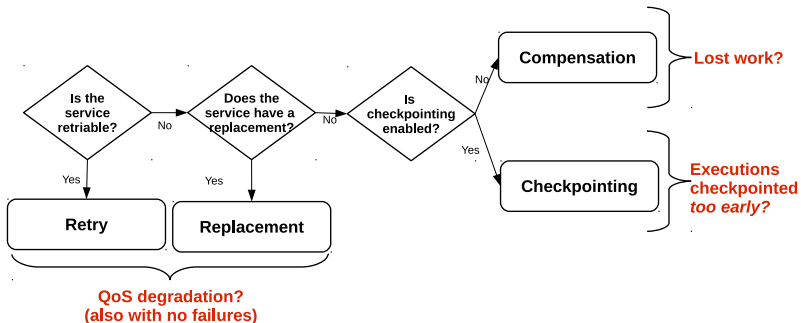 Is the
service
retriable?
No
Yes
Retry
Does the
service have a
replacement?
No
Yes
Replacement
Is
checkpointing
enabled?
No
Yes
Compensation
Lost work?
Checkpointing
Executions
checkpointed
too early?
QoS degradation?
(also with no failures)